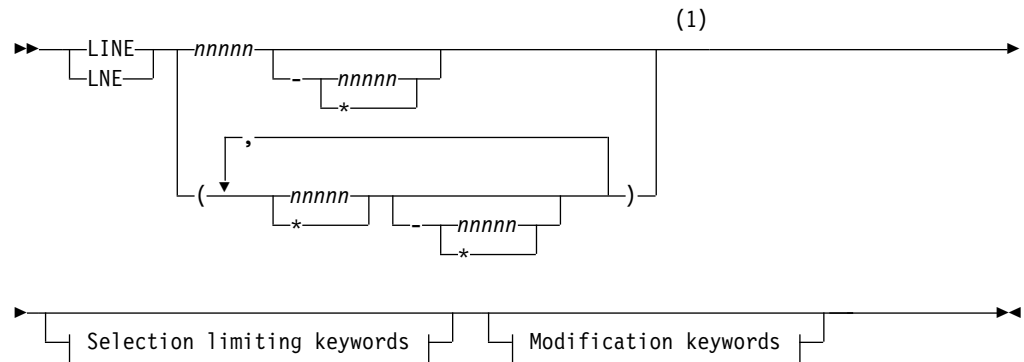 (1)
LINE nnnnn
LNE - nnnnn
*
,
( nnnnn )
* - nnnnn
*
Selection limiting keywords Modification keywords